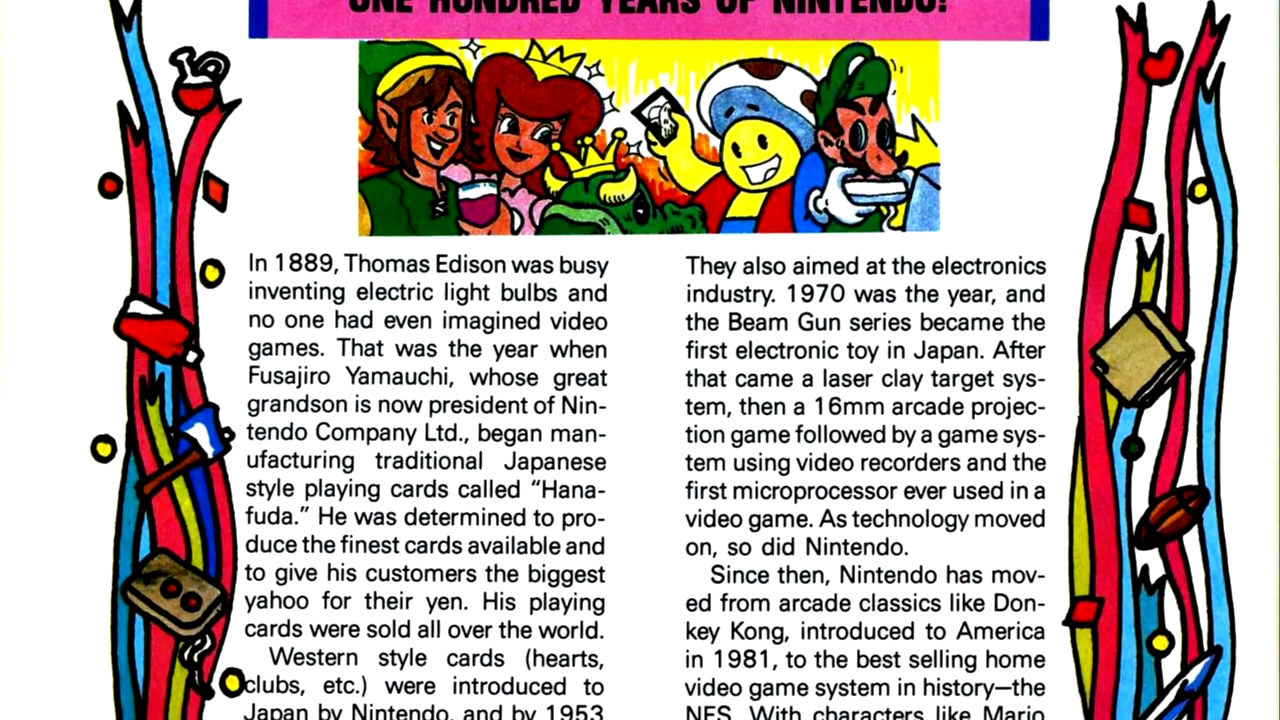 ONE HUNDRED YEARS OF NINTENDO!
In 1889, Thomas Edison was busy
inventing electric light bulbs and
no one had even imagined video
games. That was the year when
Fusajiro Yamauchi, whose great
grandson is now president of Nin-
tendo Company Ltd., began man-
ufacturing traditional Japanese
style playing cards called “Hana-
fuda.” He was determined to pro-
duce the finest cards available and
to give his customers the biggest
yahoo for their yen. His playing
cards were sold all over the world.
Western style cards (hearts,
clubs, etc.) were introduced to
Japan by Nintendo, and by 1953
They also aimed at the electronics
industry. 1970 was the year, and
the Beam Gun series became the
first electronic toy in Japan. After
that came a laser clay target sys-
tem, then a 16mm arcade projec-
tion game followed by a game sys-
tem using video recorders and the
first microprocessor ever used in a
video game. As technology moved
on, so did Nintendo.
Since then, Nintendo has mov-
ed from arcade classics like Don-
key Kong, introduced to America
in 1981, to the best selling home
video game system in history—the
NES. With characters like Mario